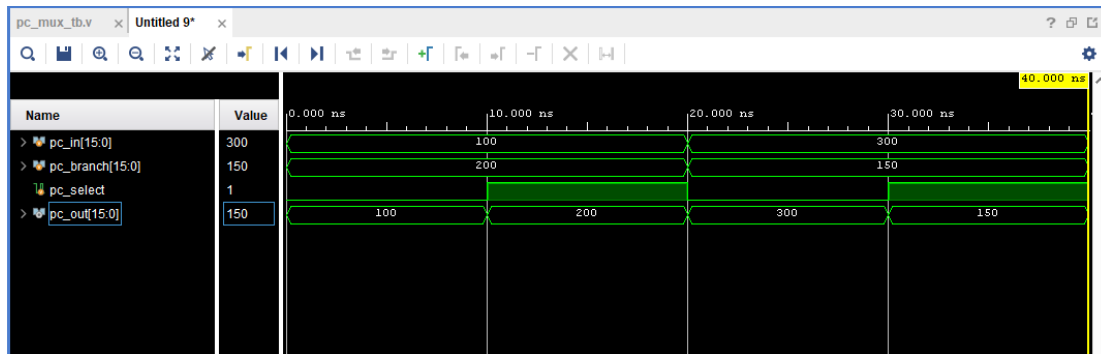 pc_mux_tb.v × Untitled 9* × ?
40.000 ns
Name Value 0.000 ns 10.000 ns 20.000 ns 30.000 ns
pc_in[15:0] 300 100 300
pc_branch[15:0] 150 200 150
pc_select 1
pc_out[15:0] 150 100 200 300 150